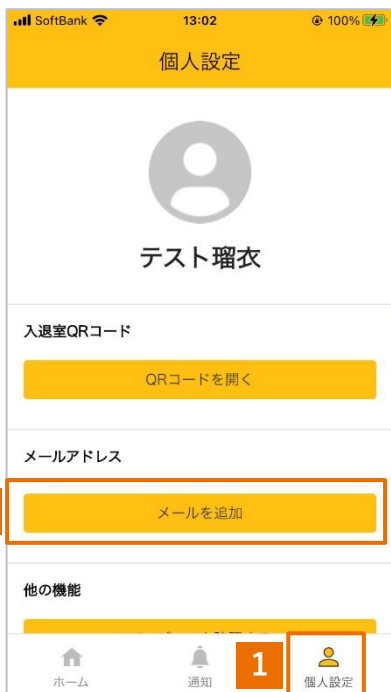 SoftBank 13:02 100%
個人設定
テスト瑠衣
入退室QRコード
QRコードを開く
メールアドレス
メールを追加
他の機能
ホーム 通知 1 個人設定